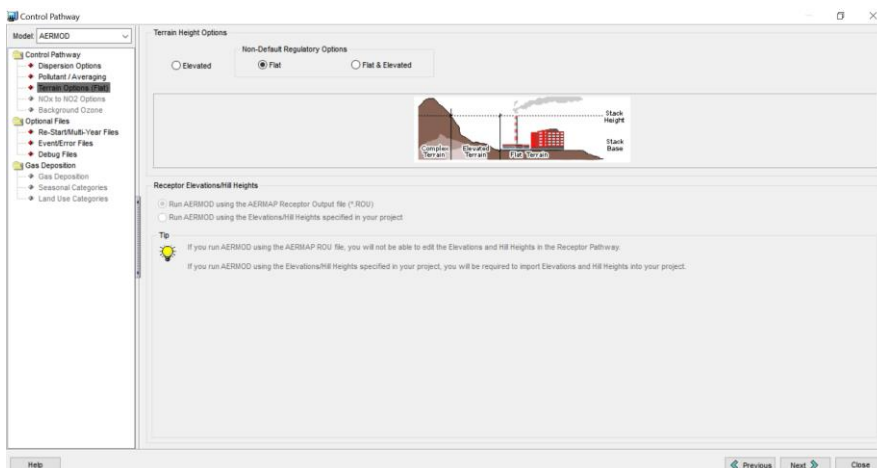 Control Pathway
Model: AERMOD
Control Pathway
Dispersion Options
Pollutant / Averaging
Terrain Options (Flat)
NOx to NO2 Options
Background Ozone
Optional Files
Re-Start/Multi-Year Files
Event/Error Files
Debug Files
Gas Deposition
Gas Deposition
Seasonal Categories
Land Use Categories
Terrain Height Options
Non-Default Regulatory Options
Elevated
Flat
Flat & Elevated
Stack
Height
Stack
Base
Complex
Terrain
Elevated
Terrain
Flat Terrain
Receptor Elevations/Hill Heights
Run AERMOD using the AERMAP Receptor Output file (*.ROU)
Run AERMOD using the Elevations/Hill Heights specified in your project
Tip
If you run AERMOD using the AERMAP ROU file, you will not be able to edit the Elevations and Hill Heights in the Receptor Pathway.
If you run AERMOD using the Elevations/Hill Heights specified in your project, you will be required to import Elevations and Hill Heights into your project.
Help
Previous
Next
Close